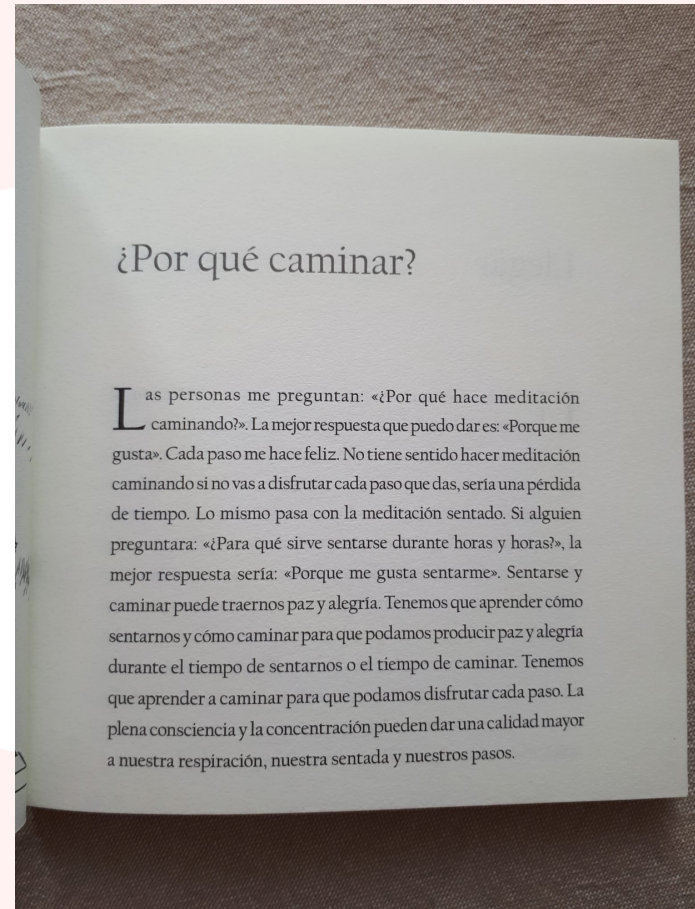 ¿Por qué caminar?
Las personas me preguntan: «¿Por qué hace meditación
caminando?». La mejor respuesta que puedo dar es: «Porque me
gusta». Cada paso me hace feliz. No tiene sentido hacer meditación
caminando si no vas a disfrutar cada paso que das, sería una pérdida
de tiempo. Lo mismo pasa con la meditación sentado. Si alguien
preguntara: «¿Para qué sirve sentarse durante horas y horas?», la
mejor respuesta sería: «Porque me gusta sentarme». Sentarse y
caminar puede traernos paz y alegría. Tenemos que aprender cómo
sentarnos y cómo caminar para que podamos producir paz y alegría
durante el tiempo de sentarnos o el tiempo de caminar. Tenemos
que aprender a caminar para que podamos disfrutar cada paso. La
plena consciencia y la concentración pueden dar una calidad mayor
a nuestra respiración, nuestra sentada y nuestros pasos.